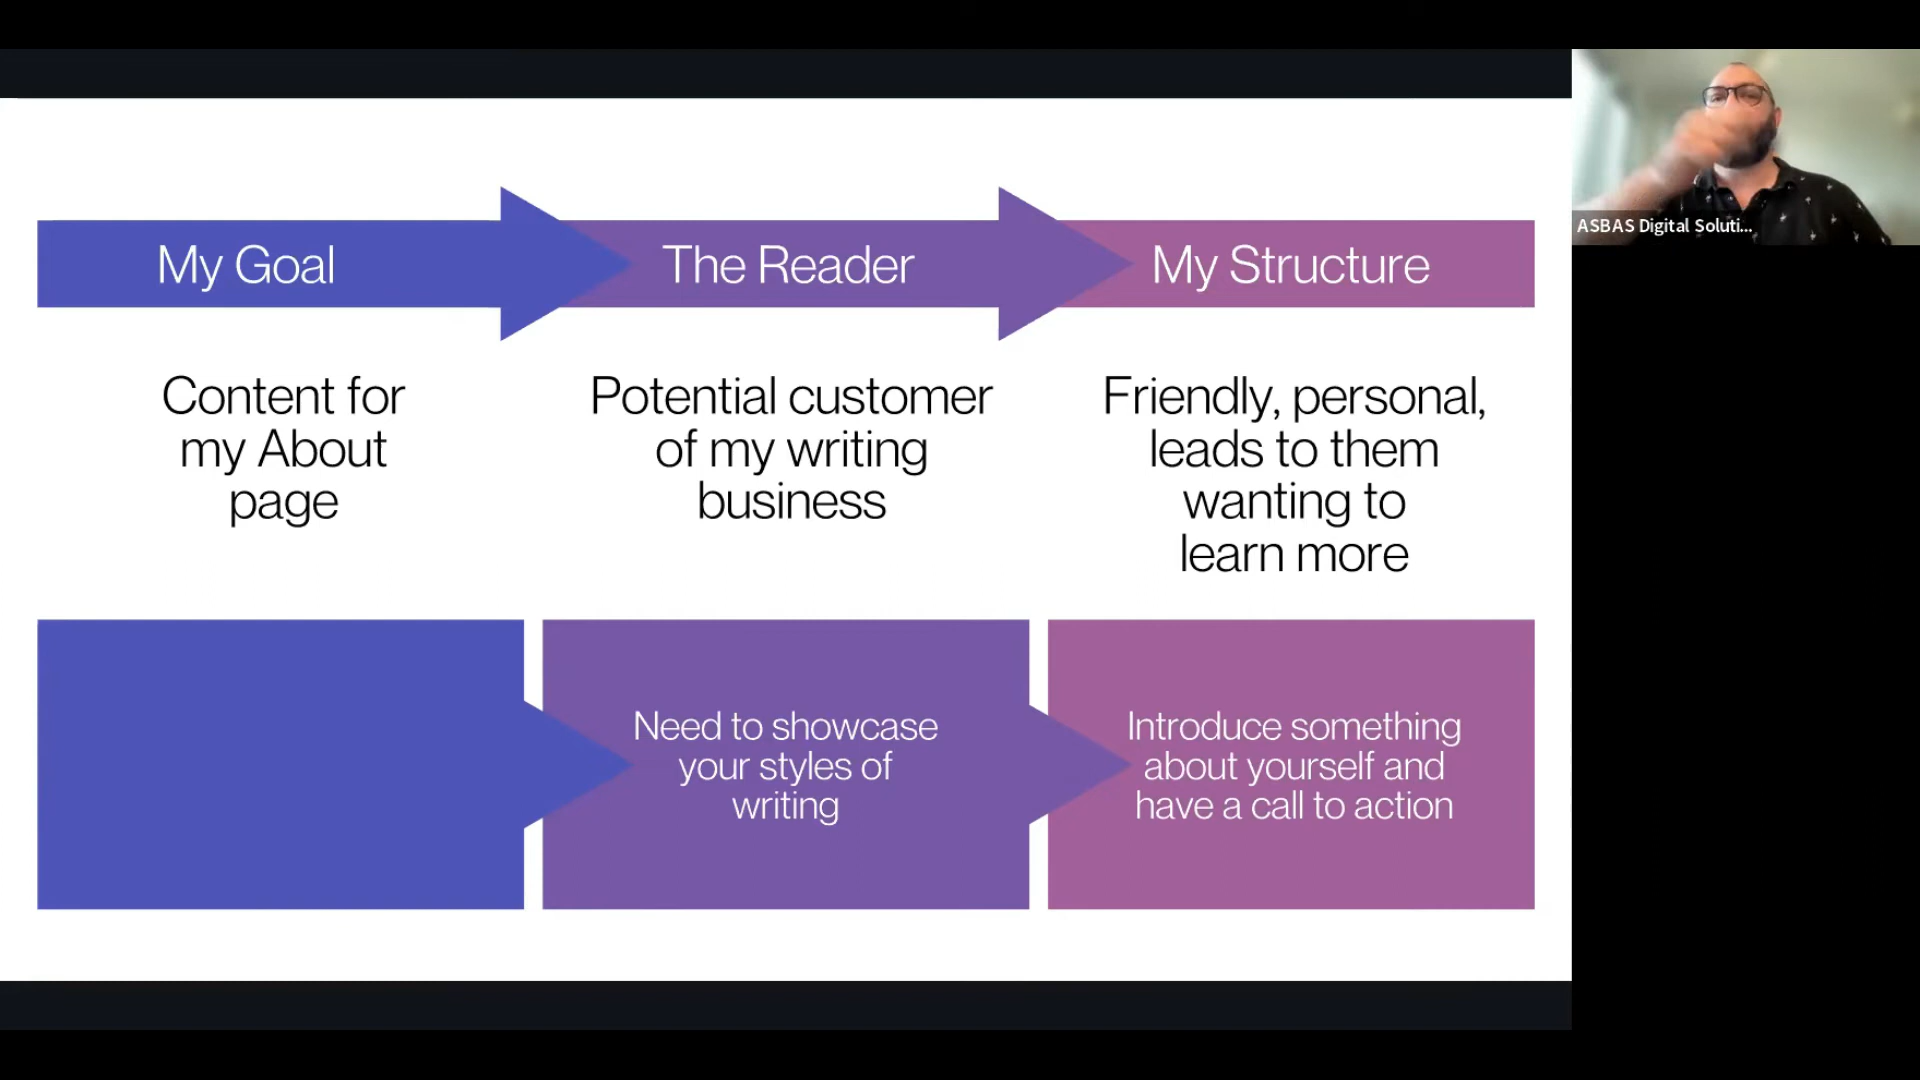 My Goal
The Reader
My Structure
Content for
my About
page
Potential customer
of my writing
business
Friendly, personal,
leads to them
wanting to
learn more
Need to showcase
your styles of
writing
Introduce something
about yourself and
have a call to action
ASBAS Digital Soluti...